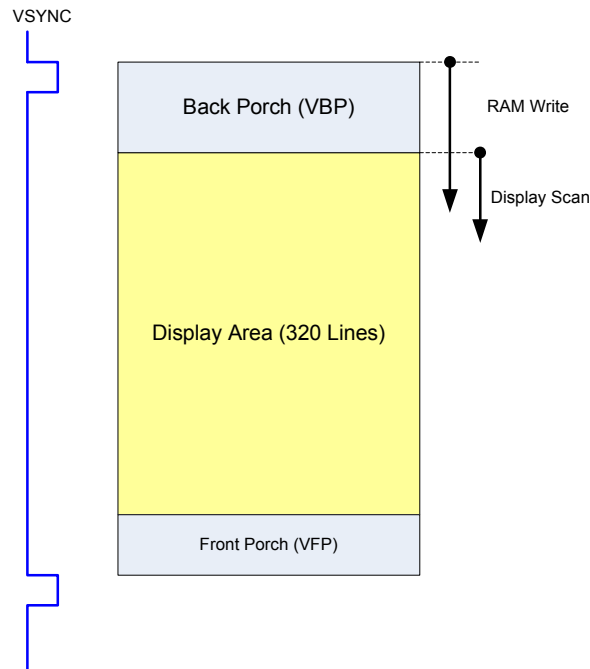 VSYNC
Back Porch (VBP)
RAM Write
Display Scan
Display Area (320 Lines)
Front Porch (VFP)